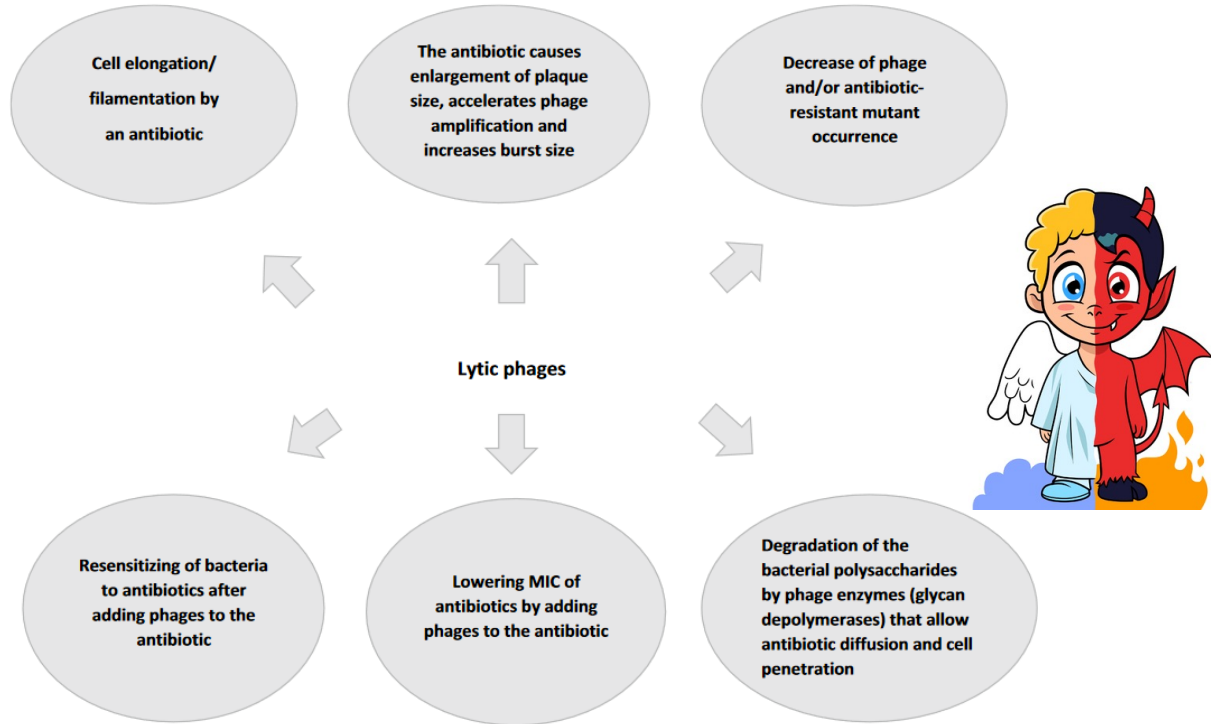 Cell elongation/
filamentation by
an antibiotic
The antibiotic causes
enlargement of plaque
size, accelerates phage
amplification and
increases burst size
Decrease of phage
and/or antibiotic-
resistant mutant
occurrence
Lytic phages
Resensitizing of bacteria
to antibiotics after
adding phages to the
antibiotic
Lowering MIC of
antibiotics by adding
phages to the antibiotic
Degradation of the
bacterial polysaccharides
by phage enzymes (glycan
depolymerases) that allow
antibiotic diffusion and cell
penetration